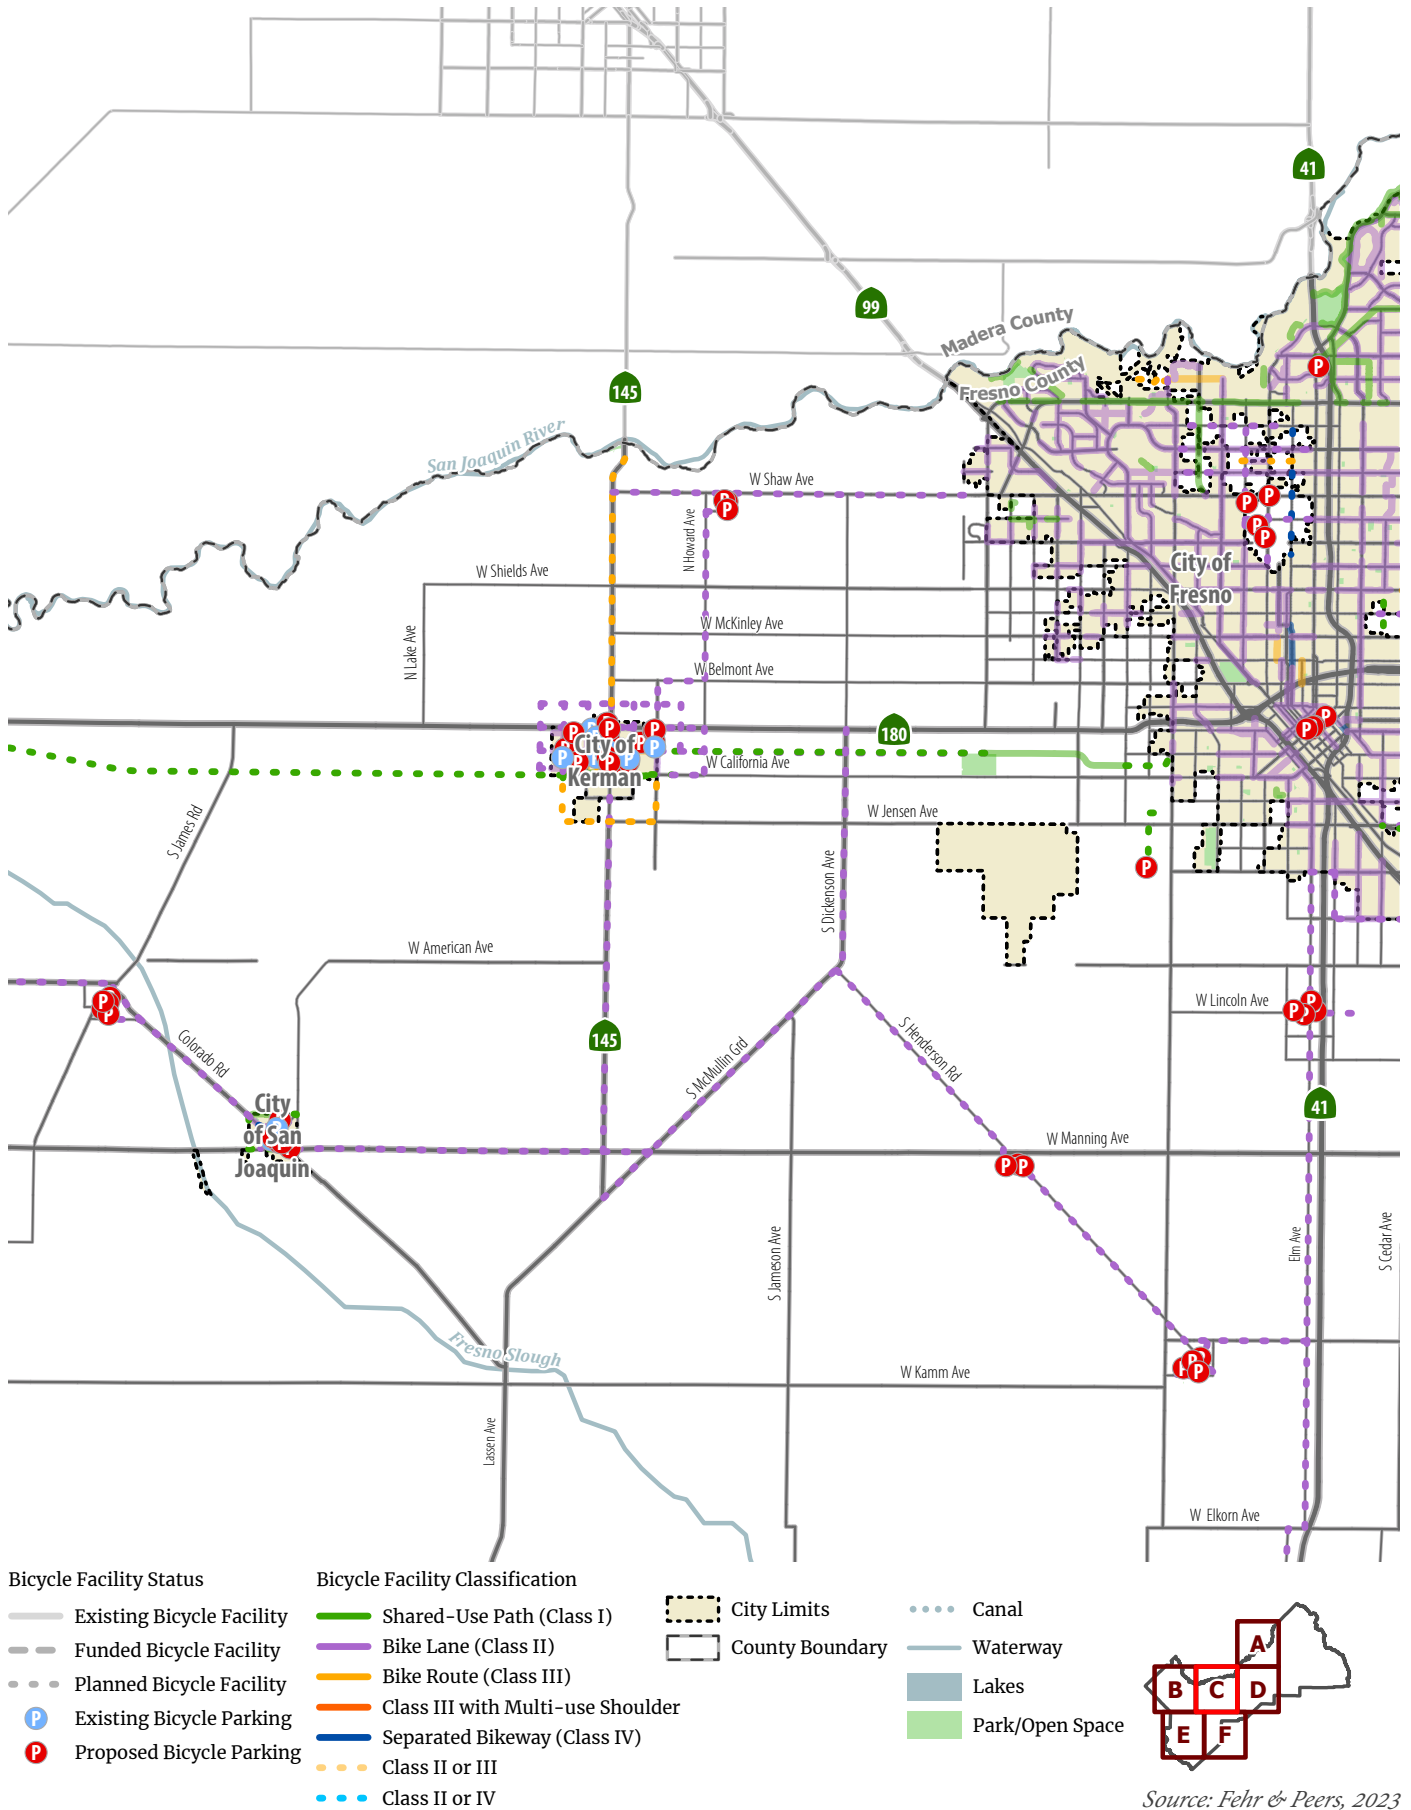 41
99
Madera County
Fresno County
145
San Joaquin River
W Shaw Ave
N Howard Ave
W Shields Ave
City of
Fresno
W McKinley Ave
N Lake Ave
W Belmont Ave
180
City of
Kerman
W California Ave
W Jensen Ave
S James Rd
S Dickenson Ave
W American Ave
W Lincoln Ave
Colorado Rd
145
S McMullin Grd
S Henderson Rd
City
of San
Joaquin
41
W Manning Ave
S Jameson Ave
Elm Ave
S Cedar Ave
Fresno Slough
W Kamm Ave
Lassen Ave
W Elkorn Ave
Bicycle Facility Status
Existing Bicycle Facility
Funded Bicycle Facility
Planned Bicycle Facility
P Existing Bicycle Parking
P Proposed Bicycle Parking
Bicycle Facility Classification
Shared-Use Path (Class I)
Bike Lane (Class II)
Bike Route (Class III)
Class III with Multi-use Shoulder
Separated Bikeway (Class IV)
Class II or III
Class II or IV
City Limits
County Boundary
Canal
Waterway
Lakes
Park/Open Space
A
B C D
E F
Source: Fehr & Peers, 2023